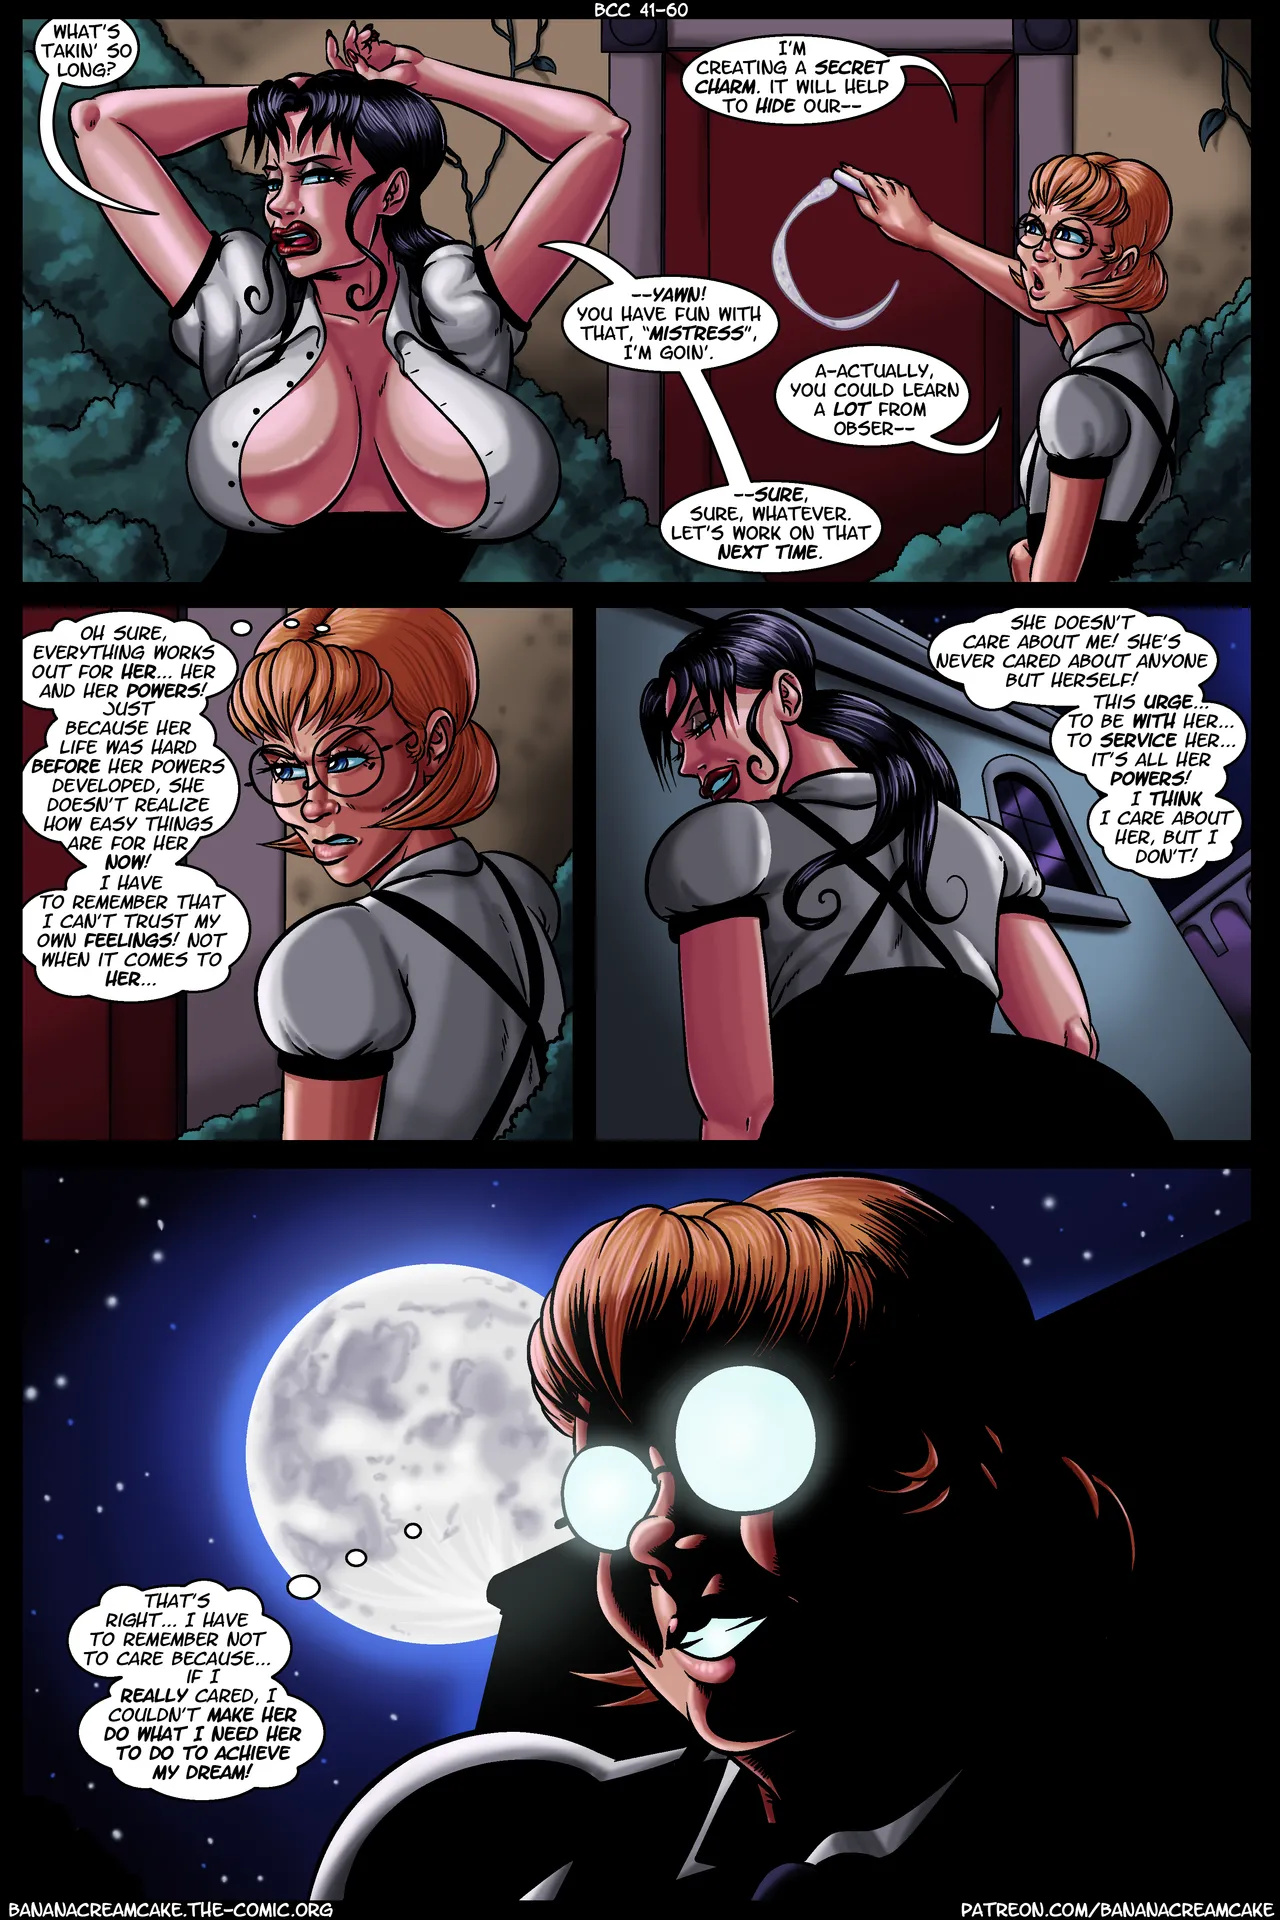 BCC 41-60
WHAT'S
TAKIN' SO
LONG?
I'M
CREATING A SECRET
CHARM. IT WILL HELP
TO HIDE OUR--
--YAWN!
YOU HAVE FUN WITH
THAT, "MISTRESS",
I'M GOIN'.
A-ACTUALLY,
YOU COULD LEARN
A LOT FROM
OBSER--
--SURE,
SURE, WHATEVER.
LET'S WORK ON THAT
NEXT TIME.
OH SURE,
EVERYTHING WORKS
OUT FOR HER... HER
AND HER POWERS!
JUST
BECAUSE HER
LIFE WAS HARD
BEFORE HER POWERS
DEVELOPED, SHE
DOESN'T REALIZE
HOW EASY THINGS
ARE FOR HER
NOW!
I HAVE
TO REMEMBER THAT
I CAN'T TRUST MY
OWN FEELINGS! NOT
WHEN IT COMES TO
HER...
SHE DOESN'T
CARE ABOUT ME! SHE'S
NEVER CARED ABOUT ANYONE
BUT HERSELF!
THIS URGE...
TO BE WITH HER...
TO SERVICE HER...
IT'S ALL HER
POWERS!
I THINK
I CARE ABOUT
HER, BUT I
DON'T!
THAT'S
RIGHT... I HAVE
TO REMEMBER NOT
TO CARE BECAUSE...
IF I
REALLY CARED, I
COULDN'T MAKE HER
DO WHAT I NEED HER
TO DO TO ACHIEVE
MY DREAM!
BANANACREAMCAKE.THE-COMIC.ORG
PATREON.COM/BANANACREAMCAKE